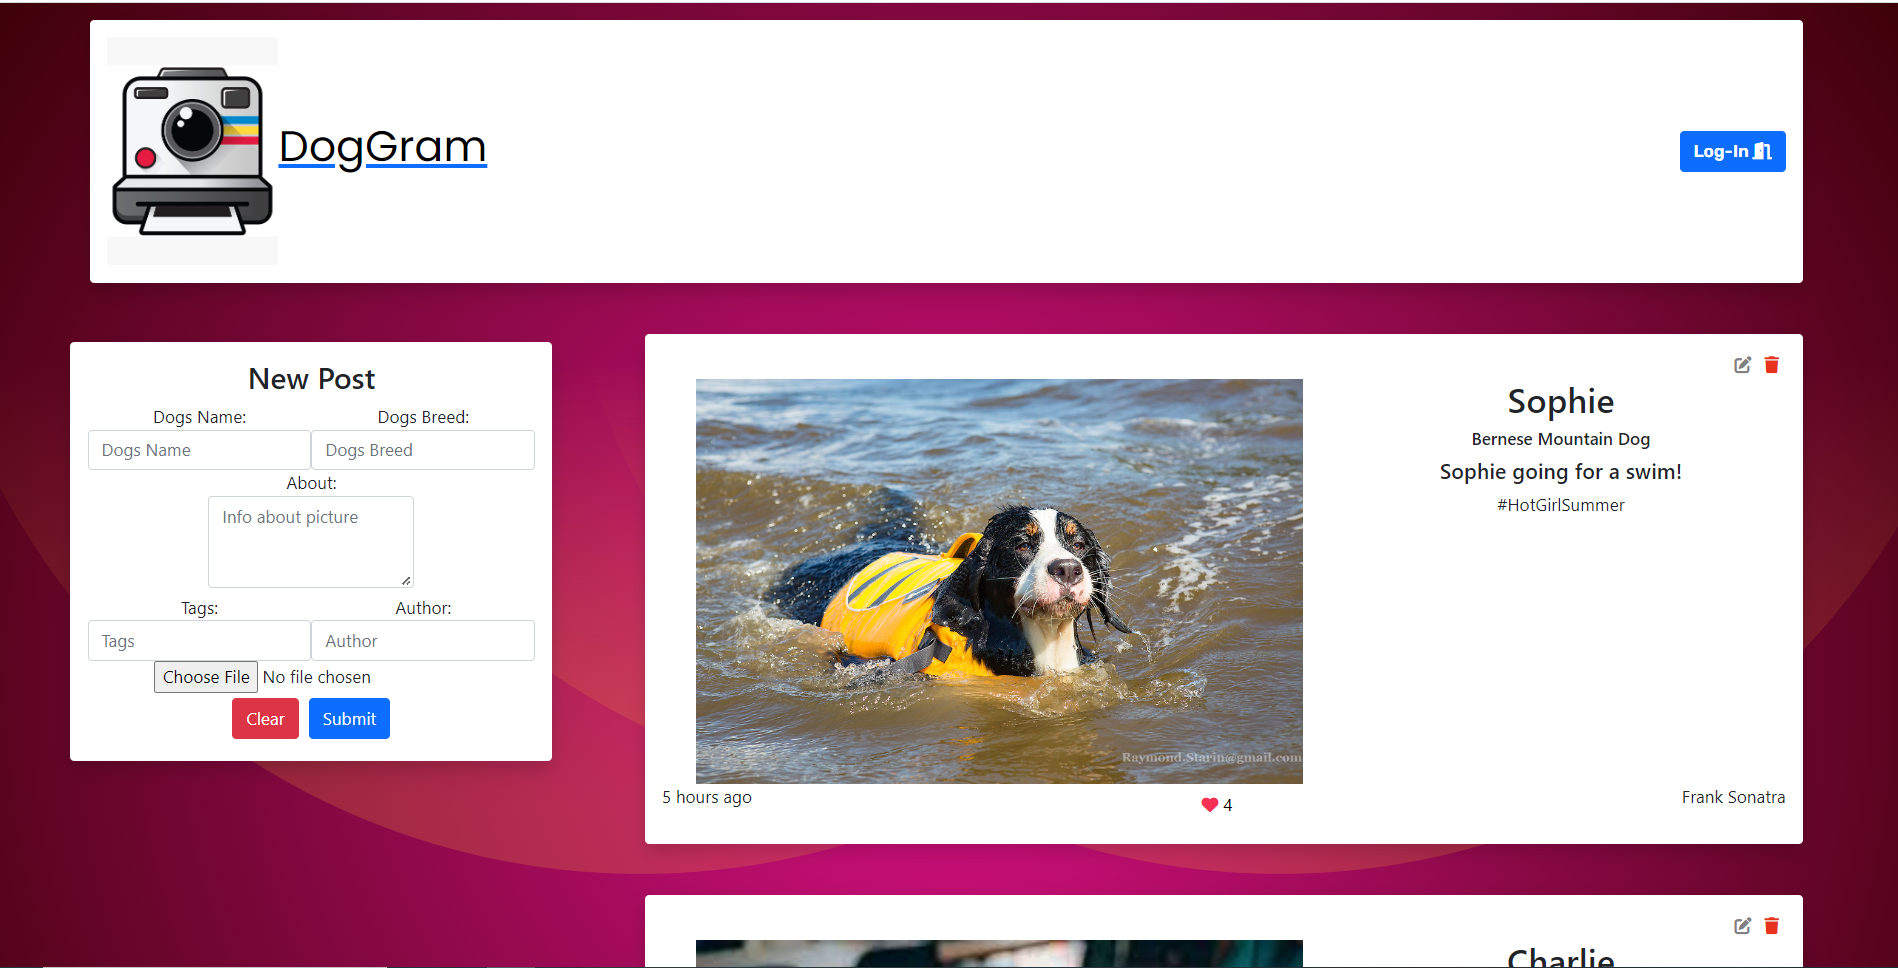 DogGram
Log-In
New Post
Dogs Name:
Dogs Breed:
Dogs Name
Dogs Breed
About:
Info about picture
Tags:
Author:
Tags
Author
Choose File No file chosen
Clear
Submit
Sophie
Bernese Mountain Dog
Sophie going for a swim!
#HotGirlSummer
Raymond.Starin@gmail.com
5 hours ago
4
Frank Sonatra
Charlie